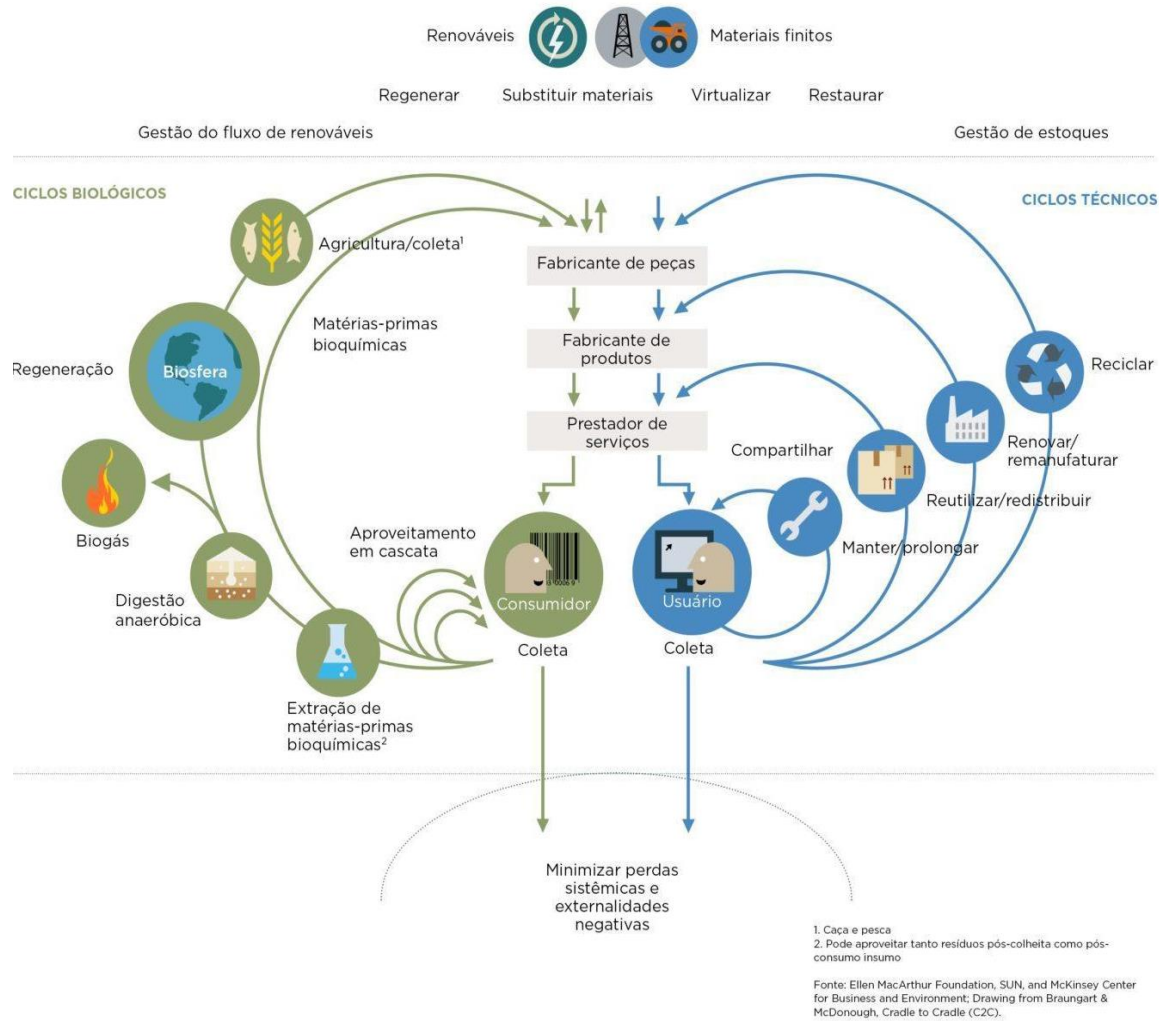 Renováveis
Materiais finitos
Regenerar
Substituir materiais
Virtualizar
Restaurar
Gestão do fluxo de renováveis
Gestão de estoques
CICLOS BIOLÓGICOS
CICLOS TÉCNICOS
Agricultura/coleta¹
Fabricante de peças
Matérias-primas
bioquímicas
Fabricante de
produtos
Regeneração
Biosfera
Reciclar
Prestador de
serviços
Compartilhar
Renovar/
remanufaturar
Reutilizar/redistribuir
Biogás
Aproveitamento
em cascata
Manter/prolongar
Digestão
anaeróbica
Consumidor
Usuário
Coleta
Coleta
Extração de
matérias-primas
bioquímicas²
Minimizar perdas
sistêmicas e
externalidades
negativas
1. Caça e pesca
2. Pode aproveitar tanto resíduos pós-colheita como pós-
consumo insumo
Fonte: Ellen MacArthur Foundation, SUN, and McKinsey Center
for Business and Environment; Drawing from Braungart &
McDonough, Cradle to Cradle (C2C).